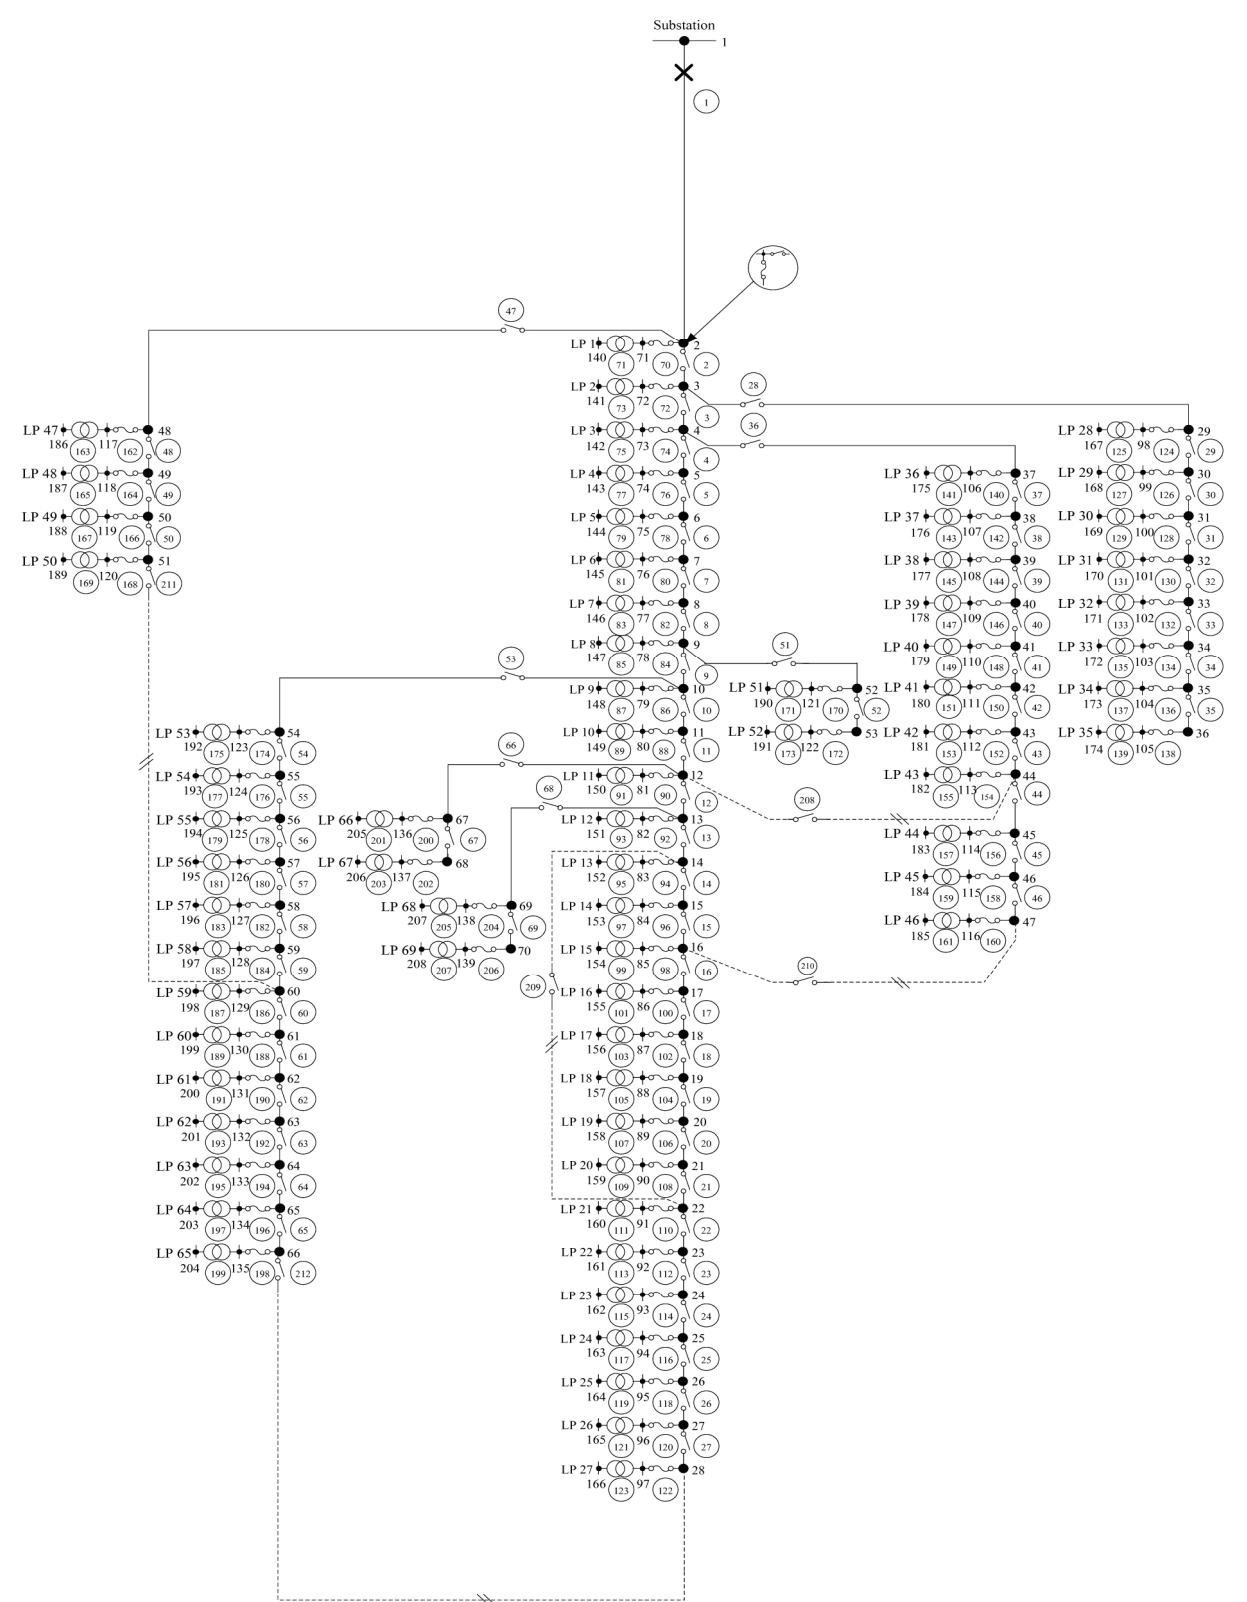 Substation
1
1
47
LP 1 2
140 71
71 70 2
LP 2 3
141 72
73 72 3
LP 3 4
142 73
75 74 4
LP 4 5
143 74
77 76 5
LP 5 6
144 75
79 78 6
LP 6 7
145 76
81 80 7
LP 7 8
146 77
83 82 8
LP 8 9
147 78
85 84 9
LP 9 10
148 79
87 86 10
LP 10 11
149 80
89 88 11
LP 11 12
150 81
91 90 12
LP 12 13
151 82
93 92 13
LP 13 14
152 83
95 94 14
LP 14 15
153 84
97 96 15
LP 15 16
154 85
99 98 16
LP 16 17
155 86
101 100 17
LP 17 18
156 87
103 102 18
LP 18 19
157 88
105 104 19
LP 19 20
158 89
107 106 20
LP 20 21
159 90
109 108 21
LP 21 22
160 91
111 110 22
LP 22 23
161 92
113 112 23
LP 23 24
162 93
115 114 24
LP 24 25
163 94
117 116 25
LP 25 26
164 95
119 118 26
LP 26 27
165 96
121 120 27
LP 27 28
166 97
123 122
28
LP 28 29
167 98
125 124 29
LP 29 30
168 99
127 126 30
LP 30 31
169 100
129 128 31
LP 31 32
170 101
131 130 32
LP 32 33
171 102
133 132 33
LP 33 34
172 103
135 134 34
LP 34 35
173 104
137 136 35
LP 35 36
174 105
139 138
36
LP 36 37
175 106
141 140 37
LP 37 38
176 107
143 142 38
LP 38 39
177 108
145 144 39
LP 39 40
178 109
147 146 40
LP 40 41
179 110
149 148 41
LP 41 42
180 111
151 150 42
LP 42 43
181 112
153 152 43
LP 43 44
182 113
155 154 44
LP 44 45
183 114
157 156 45
LP 45 46
184 115
159 158 46
LP 46 47
185 116
161 160
LP 47 48
186 117
163 162 48
LP 48 49
187 118
165 164 49
LP 49 50
188 119
167 166 50
LP 50 51
189 120
169 168 211
51
LP 51 52
190 121
171 170 52
LP 52 53
191 122
173 172
53
LP 53 54
192 123
175 174 54
LP 54 55
193 124
177 176 55
LP 55 56
194 125
179 178 56
LP 56 57
195 126
181 180 57
LP 57 58
196 127
183 182 58
LP 58 59
197 128
185 184 59
LP 59 60
198 129
187 186 60
LP 60 61
199 130
189 188 61
LP 61 62
200 131
191 190 62
LP 62 63
201 132
193 192 63
LP 63 64
202 133
195 194 64
LP 64 65
203 134
197 196 65
LP 65 66
204 135
199 198 212
66
LP 66 67
205 136
201 200 67
LP 67 68
206 137
203 202
68
LP 68 69
207 138
205 204 69
LP 69 70
208 139
207 206
208
209
210